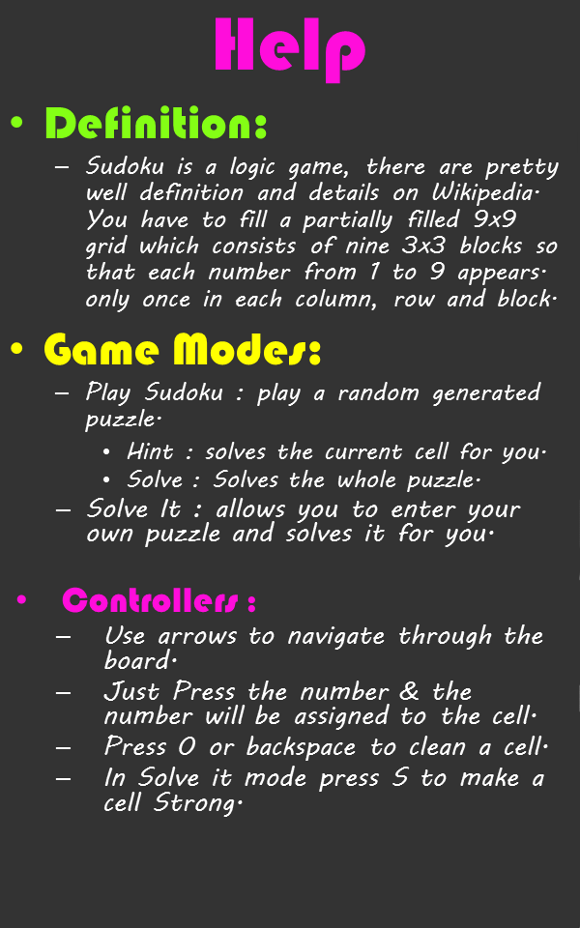 Help
• Definition:
– Sudoku is a logic game, there are pretty
well definition and details on Wikipedia.
You have to fill a partially filled 9x9
grid which consists of nine 3x3 blocks so
that each number from 1 to 9 appears.
only once in each column, row and block.
• Game Modes:
– Play Sudoku : play a random generated
puzzle.
• Hint : solves the current cell for you.
• Solve : Solves the whole puzzle.
– Solve It : allows you to enter your
own puzzle and solves it for you.
• Controllers :
– Use arrows to navigate through the
board.
– Just Press the number & the
number will be assigned to the cell.
– Press 0 or backspace to clean a cell.
– In Solve it mode press S to make a
cell Strong.